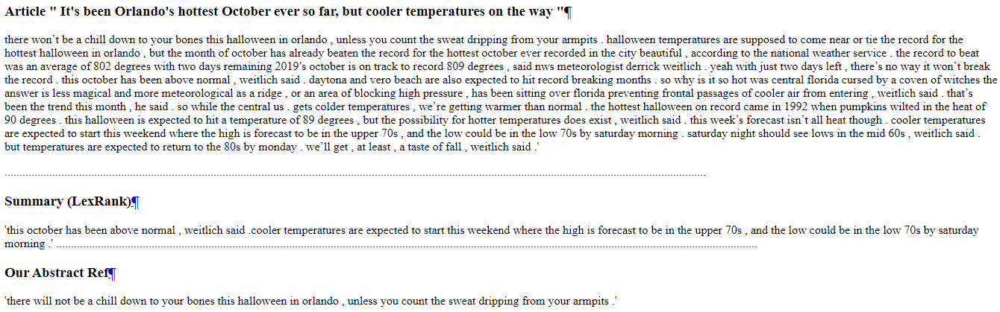 Article " It's been Orlando's hottest October ever so far, but cooler temperatures on the way "¶
there won't be a chill down to your bones this halloween in orlando , unless you count the sweat dripping from your armpits . halloween temperatures are supposed to come near or tie the record for the
hottest halloween in orlando , but the month of october has already beaten the record for the hottest october ever recorded in the city beautiful , according to the national weather service . the record to beat
was an average of 802 degrees with two days remaining 2019′s october is on track to record 809 degrees , said nws meteorologist derrick weitlich . yeah with just two days left , there's no way it won't break
the record . this october has been above normal , weitlich said . daytona and vero beach are also expected to hit record breaking months . so why is it so hot was central florida cursed by a coven of witches the
answer is less magical and more meteorological as a ridge , or an area of blocking high pressure , has been sitting over florida preventing frontal passages of cooler air from entering , weitlich said . that's
been the trend this month , he said . so while the central us . gets colder temperatures , we're getting warmer than normal . the hottest halloween on record came in 1992 when pumpkins wilted in the heat of
90 degrees . this halloween is expected to hit a temperature of 89 degrees , but the possibility for hotter temperatures does exist , weitlich said . this week's forecast isn't all heat though . cooler temperatures
are expected to start this weekend where the high is forecast to be in the upper 70s , and the low could be in the low 70s by saturday morning . saturday night should see lows in the mid 60s , weitlich said .
but temperatures are expected to return to the 80s by monday . we'll get , at least , a taste of fall , weitlich said .'
Summary (LexRank)¶
'this october has been above normal , weitlich said .cooler temperatures are expected to start this weekend where the high is forecast to be in the upper 70s , and the low could be in the low 70s by saturday
morning .'
Our Abstract Ref¶
'there will not be a chill down to your bones this halloween in orlando , unless you count the sweat dripping from your armpits .'